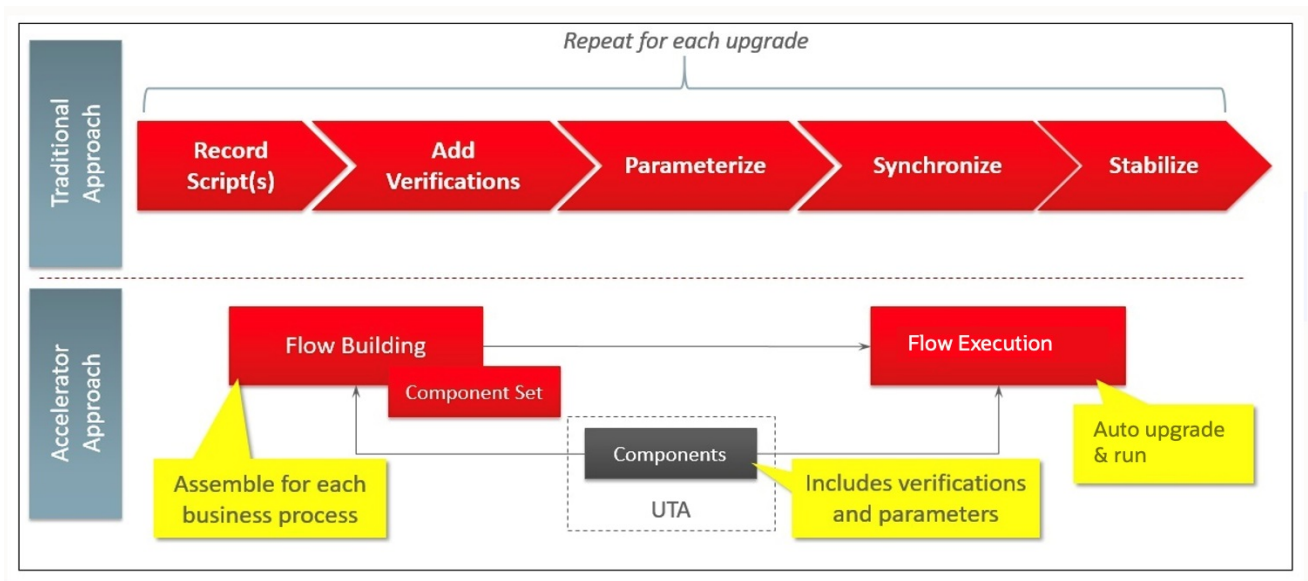 Repeat for each upgrade
Traditional
Approach
Record
Script(s)
Add
Verifications
Parameterize
Synchronize
Stabilize
Accelerator
Approach
Flow Building
Component Set
Flow Execution
Assemble for each
business process
Components
UTA
Includes verifications
and parameters
Auto upgrade
& run